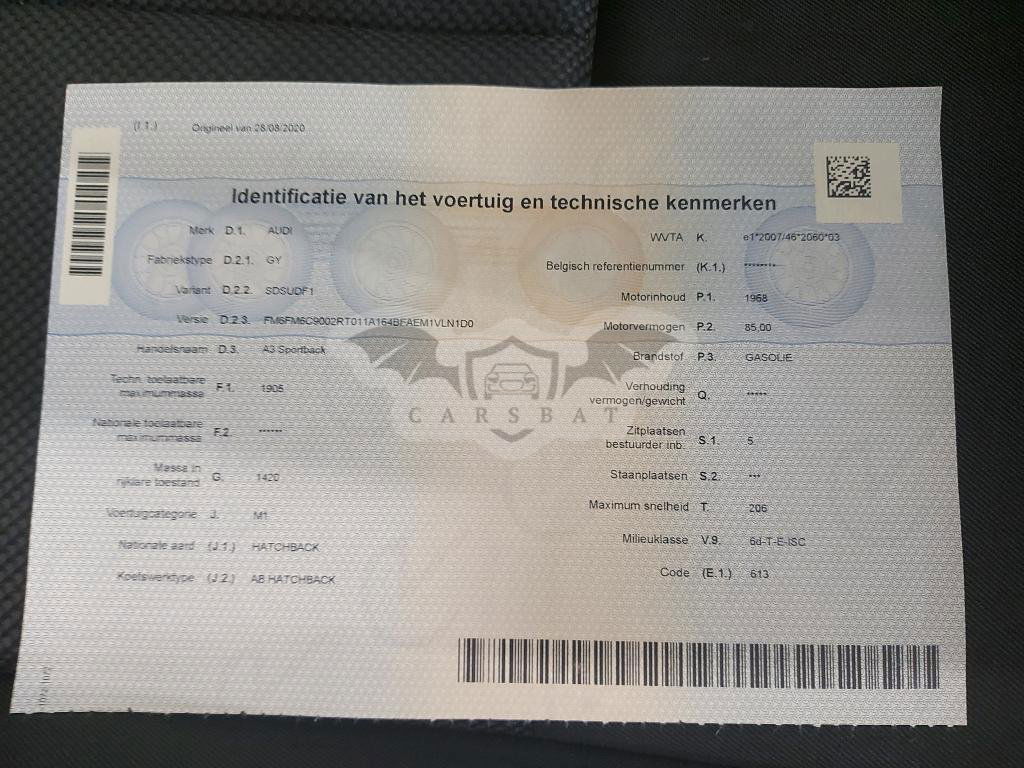 (I.1.) Origineel van 28/08/2020
Identificatie van het voertuig en technische kenmerken
Merk D.1. AUDI
Fabriekstype D.2.1. GY
Variant D.2.2. SDSUDF1
Versie D.2.3. FM6FM6C9002RT011A164BFAEM1VLN1D0
Handelsnaam D.3. A3 Sportback
Techn. toelaatbare
maximummassa F.1. 1905
Nationale toelaatbare
maximummassa F.2. ******
Massa in
rijklare toestand G. 1420
Voertuigcategorie J. M1
Nationale aard (J.1.) HATCHBACK
Koetswerktype (J.2.) AB HATCHBACK
WVTA K. e1*2007/46*2060*03
Belgisch referentienummer (K.1.) ********
Motorinhoud P.1. 1968
Motorvermogen P.2. 85,00
Brandstof P.3. GASOLIE
Verhouding
vermogen/gewicht Q. *****
Zitplaatsen
bestuurder inb. S.1. 5
Staanplaatsen S.2. ***
Maximum snelheid T. 206
Milieuklasse V.9. 6d-T-E-ISC
Code (E.1.) 613
CARSBAT